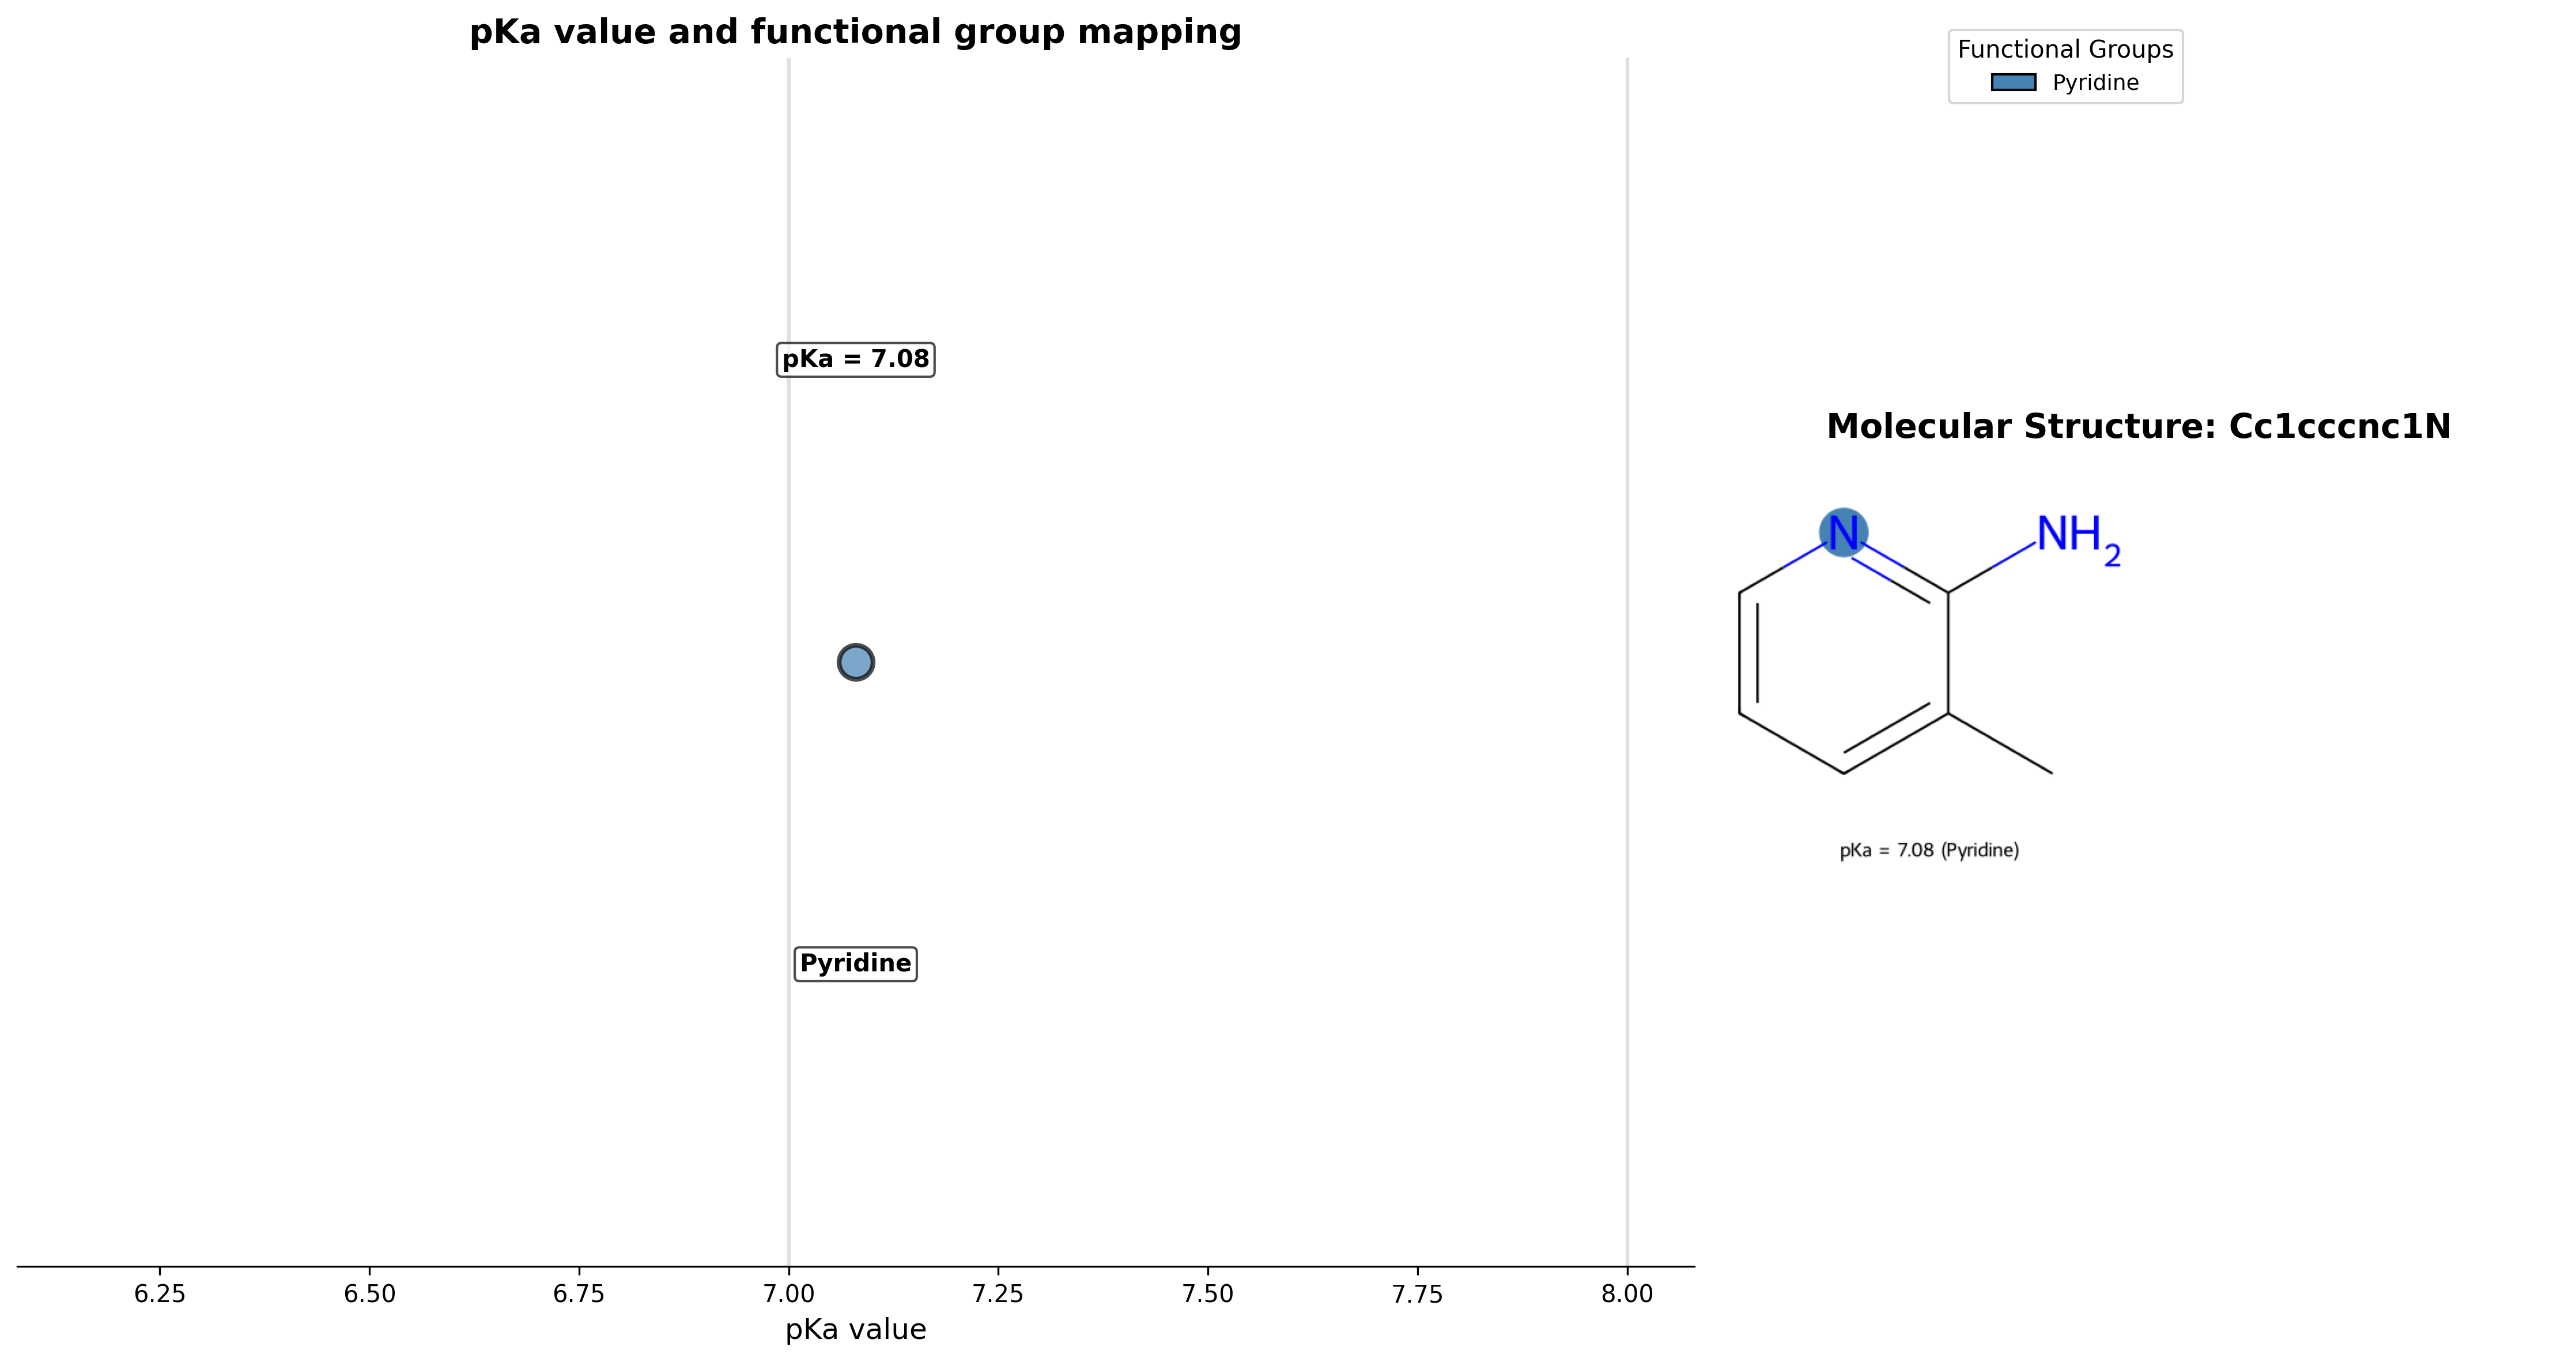 pKa value and functional group mapping
pKa = 7.08
Pyridine
6.25 6.50 6.75 7.00 7.25 7.50 7.75 8.00
pKa value
Functional Groups
Pyridine
Molecular Structure: Cc1cccnc1N
N
NH2
pKa = 7.08 (Pyridine)